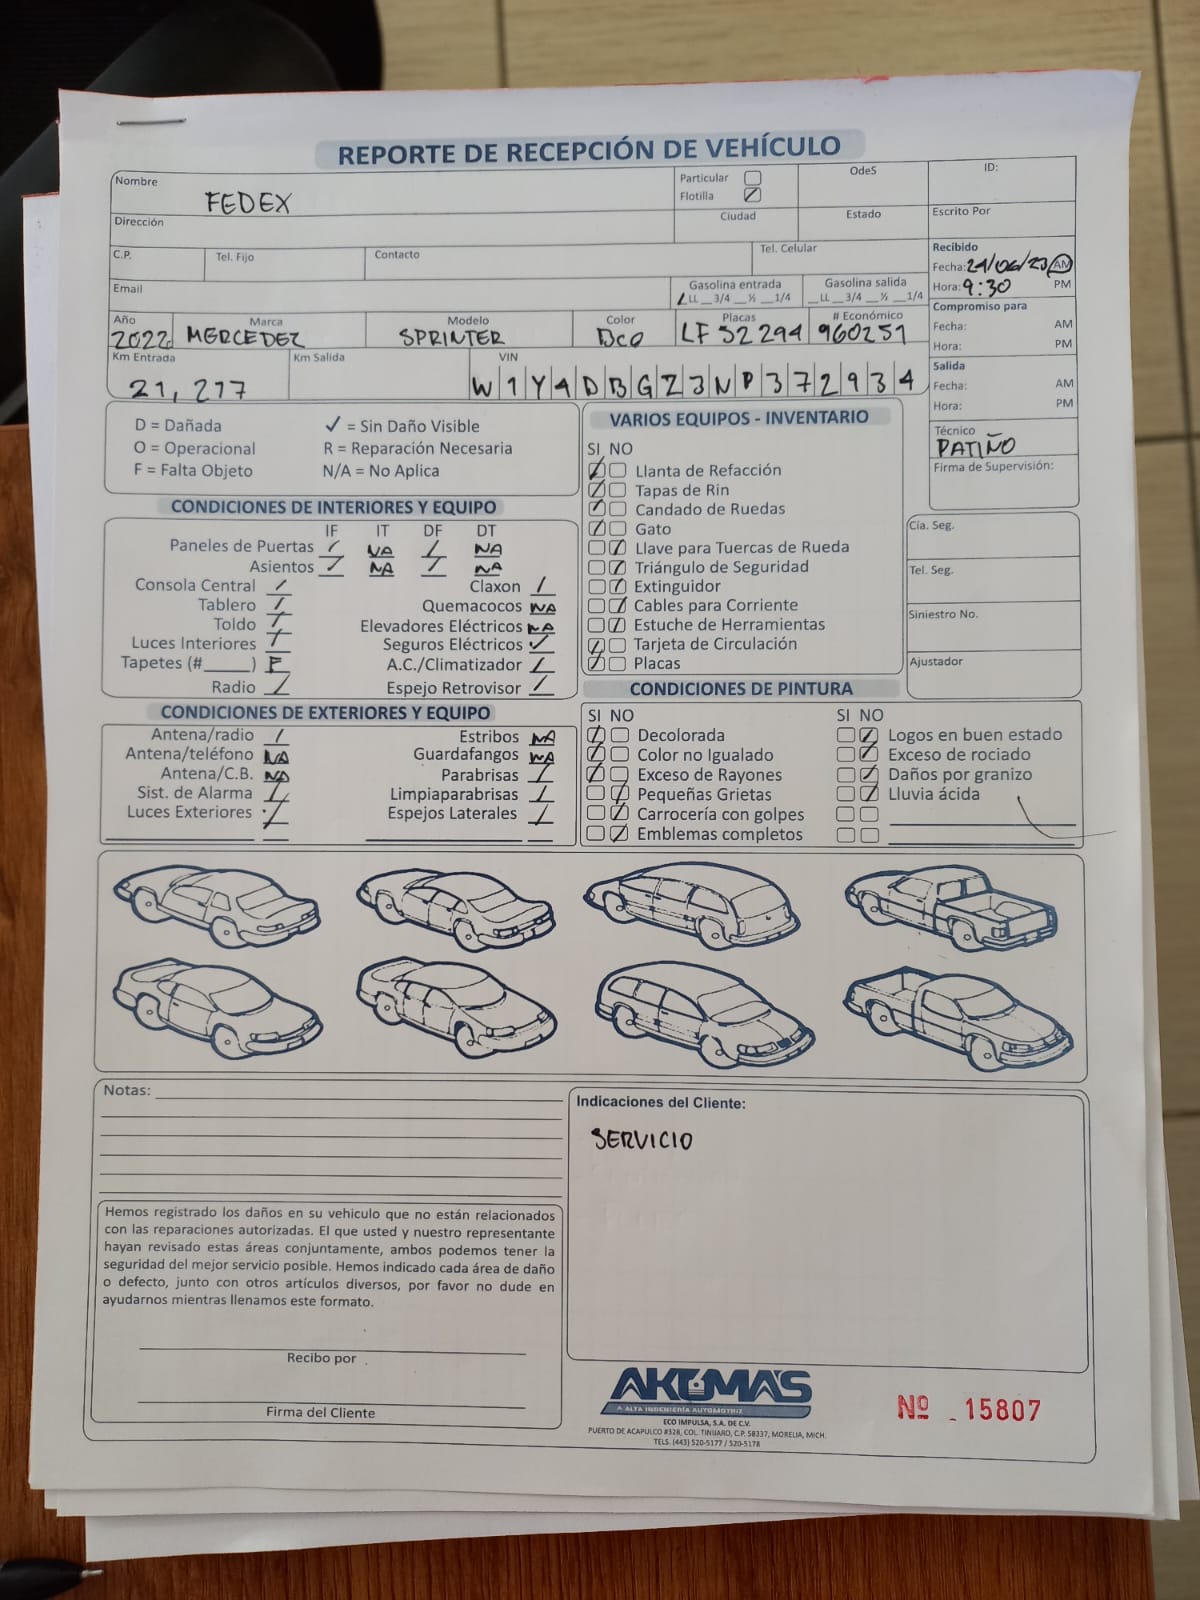 REPORTE DE RECEPCIÓN DE VEHÍCULO
Nombre FEDEX
Particular
Flotilla
OdeS
ID:
Dirección
Ciudad
Estado
Escrito Por
C.P.
Tel. Fijo
Contacto
Tel. Celular
Recibido
Fecha: 29/06/23 AM
Hora: 9:30 PM
Email
Gasolina entrada
LL __3/4 __½ __1/4
Gasolina salida
__LL __3/4 __½ __1/4
Compromiso para
Fecha: AM
Hora: PM
Año 2022
Marca MERCEDEZ
Modelo SPRINTER
Color Bco
Placas LF 52 294
# Económico 960251
Km Entrada 21,217
Km Salida
VIN W1Y4DBGZ3NP372934
Salida
Fecha: AM
Hora: PM
Técnico
PATIÑO
Firma de Supervisión:
D = Dañada ✓ = Sin Daño Visible
O = Operacional R = Reparación Necesaria
F = Falta Objeto N/A = No Aplica
CONDICIONES DE INTERIORES Y EQUIPO
IF IT DF DT
Paneles de Puertas ✓ NA ✓ NA
Asientos ✓ NA ✓ NA
Consola Central ✓ Claxon ✓
Tablero ✓ Quemacocos NA
Toldo ✓ Elevadores Eléctricos NA
Luces Interiores ✓ Seguros Eléctricos ✓
Tapetes (#_____) F A.C./Climatizador ✓
Radio ✓ Espejo Retrovisor ✓
VARIOS EQUIPOS - INVENTARIO
SI NO
Llanta de Refacción
Tapas de Rin
Candado de Ruedas
Gato
Llave para Tuercas de Rueda
Triángulo de Seguridad
Extinguidor
Cables para Corriente
Estuche de Herramientas
Tarjeta de Circulación
Placas
Cía. Seg.
Tel. Seg.
Siniestro No.
Ajustador
CONDICIONES DE EXTERIORES Y EQUIPO
Antena/radio ✓ Estribos NA
Antena/teléfono NA Guardafangos NA
Antena/C.B. NA Parabrisas ✓
Sist. de Alarma ✓ Limpiaparabrisas ✓
Luces Exteriores ✓ Espejos Laterales ✓
CONDICIONES DE PINTURA
SI NO SI NO
Decolorada Logos en buen estado
Color no Igualado Exceso de rociado
Exceso de Rayones Daños por granizo
Pequeñas Grietas Lluvia ácida
Carrocería con golpes
Emblemas completos
Notas:
Indicaciones del Cliente:
SERVICIO
Hemos registrado los daños en su vehiculo que no están relacionados
con las reparaciones autorizadas. El que usted y nuestro representante
hayan revisado estas áreas conjuntamente, ambos podemos tener la
seguridad del mejor servicio posible. Hemos indicado cada área de daño
o defecto, junto con otros artículos diversos, por favor no dude en
ayudarnos mientras llenamos este formato.
Recibo por
Firma del Cliente
AKUMA'S
A ALTA INGENIERÍA AUTOMOTRIZ
ECO IMPULSA, S.A. DE C.V.
PUERTO DE ACAPULCO #328, COL. TINIJARO, C.P. 58337, MORELIA, MICH.
TELS. (443) 520-5177 / 520-5178
Nº 15807